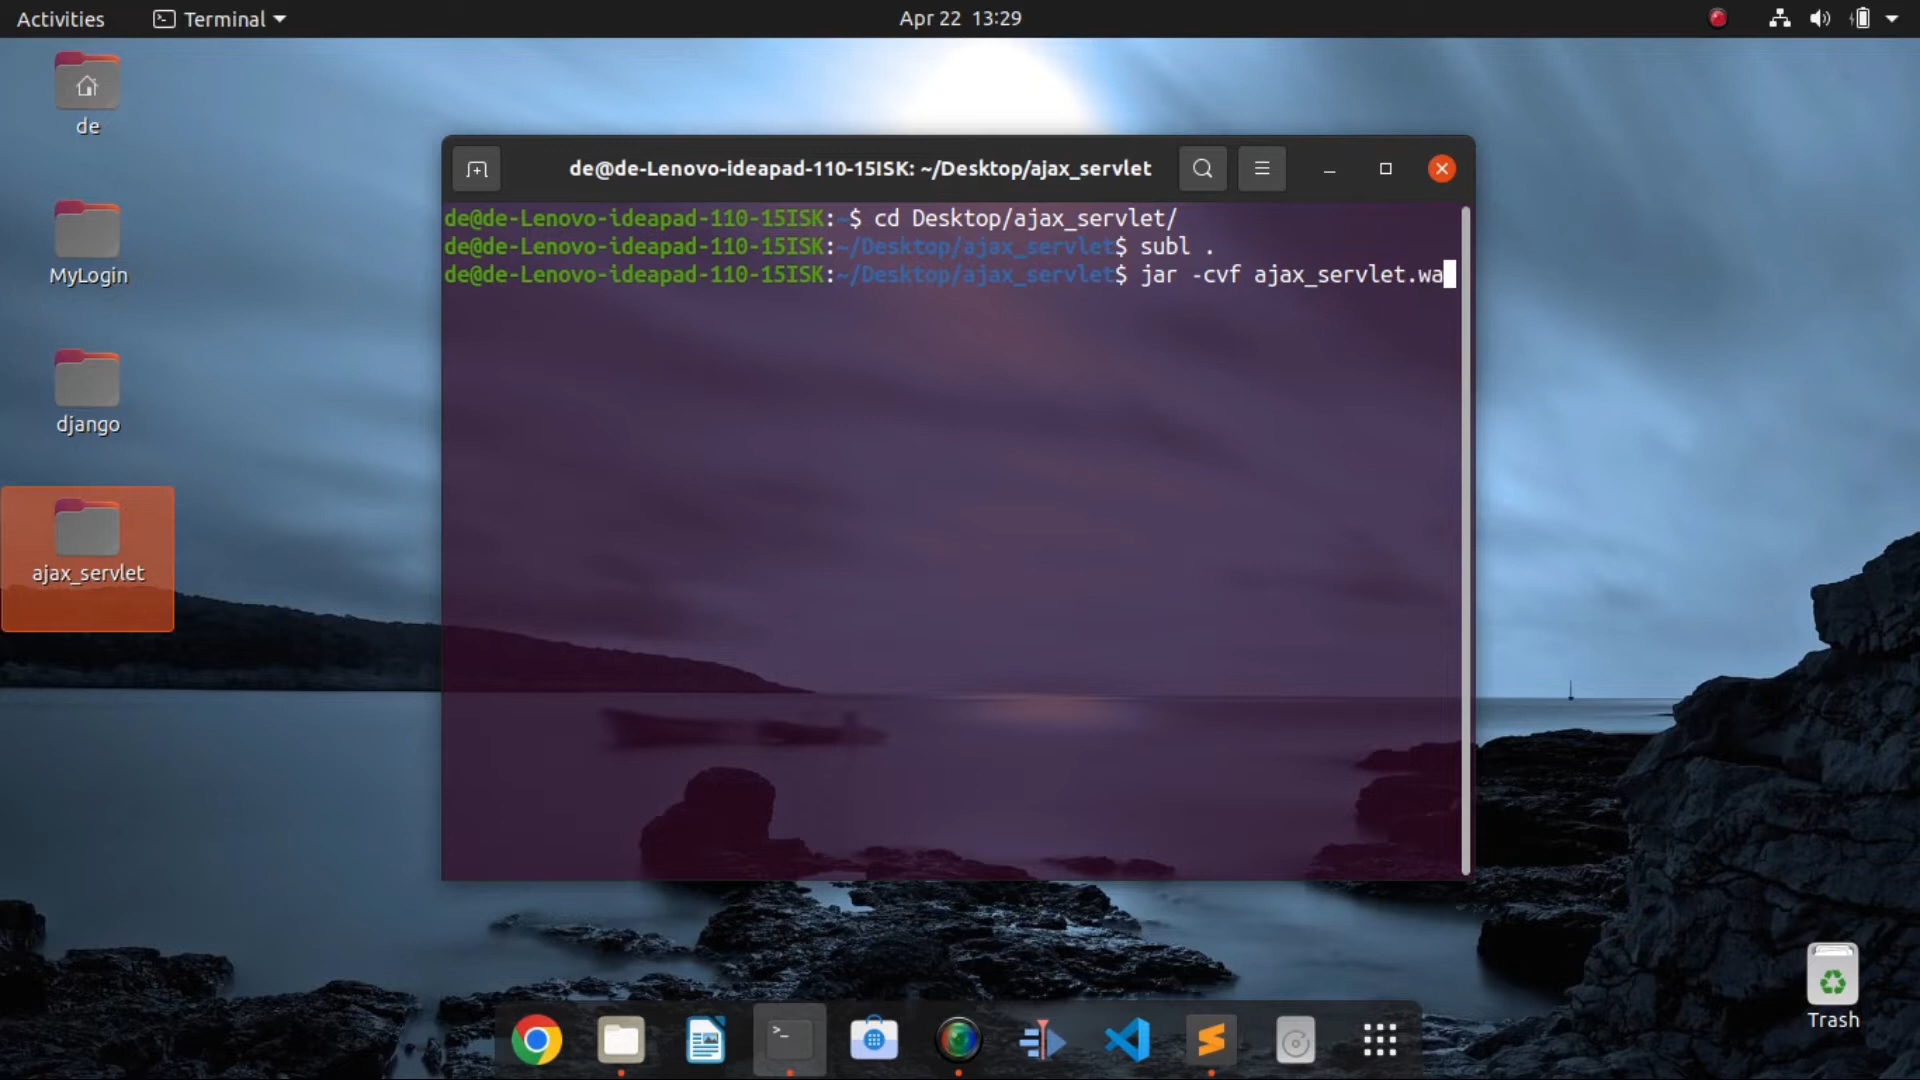 Activities
Terminal
Apr 22 13:29
de
MyLogin
django
ajax_servlet
de@de-Lenovo-ideapad-110-15ISK: ~/Desktop/ajax_servlet
de@de-Lenovo-ideapad-110-15ISK:~$ cd Desktop/ajax_servlet/
de@de-Lenovo-ideapad-110-15ISK:~/Desktop/ajax_servlet$ subl .
de@de-Lenovo-ideapad-110-15ISK:~/Desktop/ajax_servlet$ jar -cvf ajax_servlet.wa
Trash